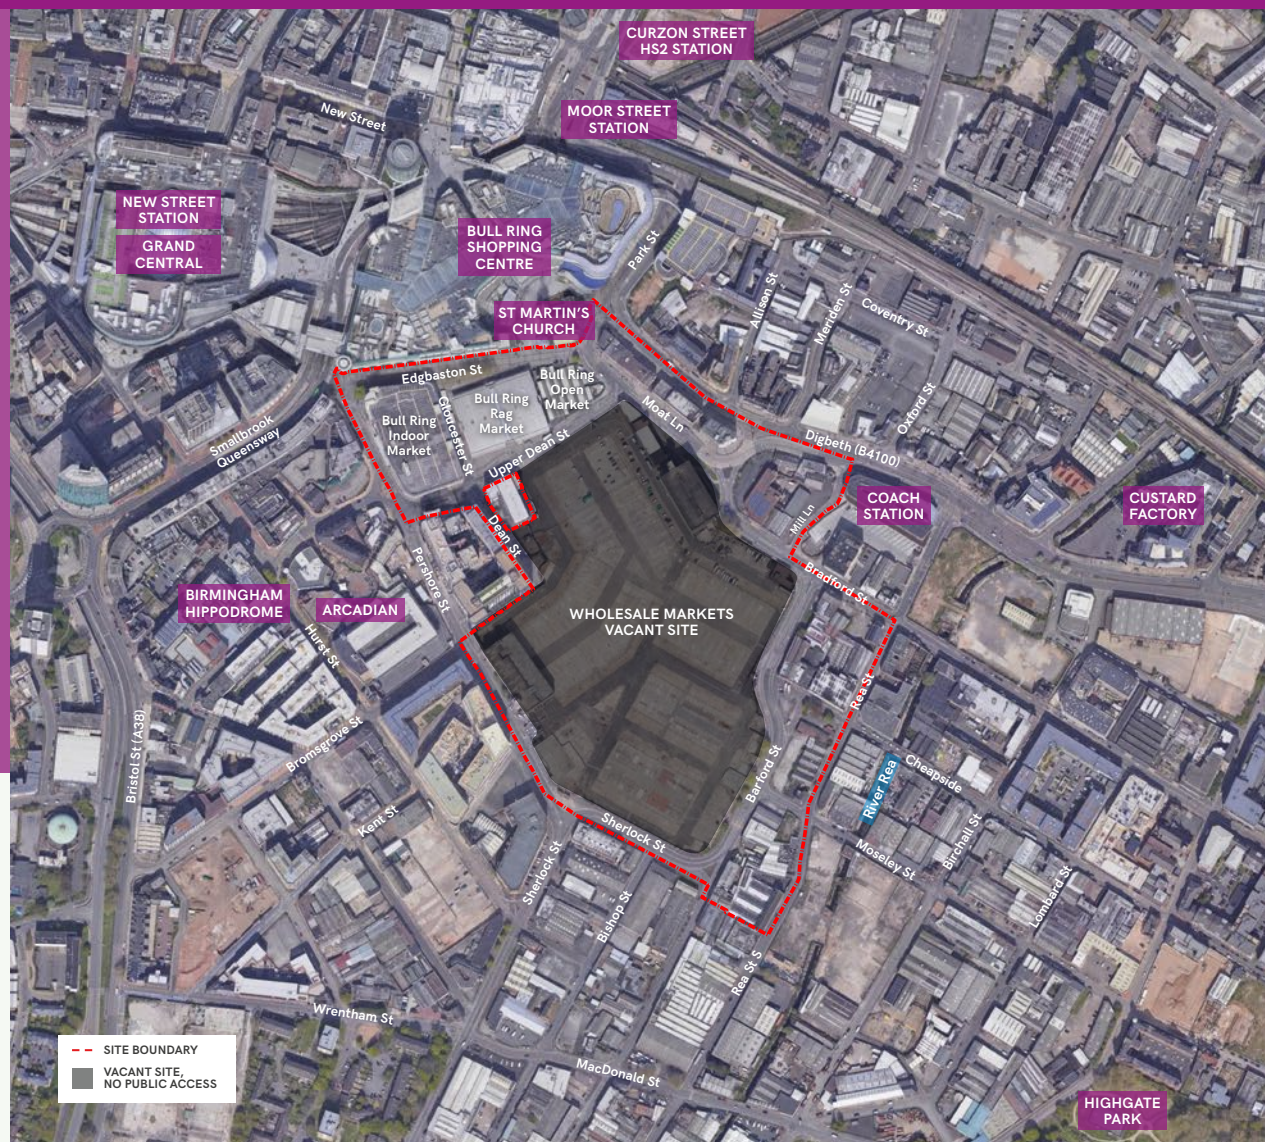 CURZON STREET
HS2 STATION
MOOR STREET
STATION
New Street
NEW STREET
STATION
GRAND
CENTRAL
BULL RING
SHOPPING
CENTRE
Park St
Allison St
Meriden St
Coventry St
ST MARTIN'S
CHURCH
Edgbaston St
Bull Ring
Open
Market
Bull Ring
Rag
Market
Bull Ring
Indoor
Market
Gloucester St
Moat Ln
Oxford St
Smallbrook
Queensway
Upper Dean St
Digbeth (B4100)
COACH
STATION
CUSTARD
FACTORY
Mill Ln
Dean St
Pershore St
Bradford St
BIRMINGHAM
HIPPODROME
ARCADIAN
WHOLESALE MARKETS
VACANT SITE
Hurst St
Rea St
Bromsgrove St
Bristol St (A38)
Barford St
River Rea
Cheapside
Kent St
Sherlock St
Moseley St
Birchall St
Sherlock St
Bishop St
Lombard St
Rea St S
Wrentham St
SITE BOUNDARY
VACANT SITE,
NO PUBLIC ACCESS
MacDonald St
HIGHGATE
PARK